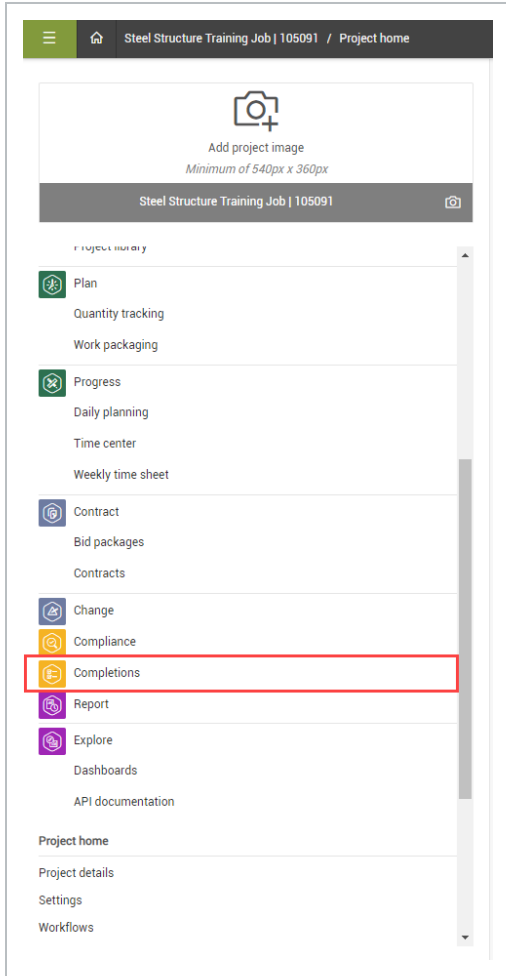 Steel Structure Training Job | 105091 / Project home
Add project image
Minimum of 540px x 360px
Steel Structure Training Job | 105091
Project library
Plan
Quantity tracking
Work packaging
Progress
Daily planning
Time center
Weekly time sheet
Contract
Bid packages
Contracts
Change
Compliance
Completions
Report
Explore
Dashboards
API documentation
Project home
Project details
Settings
Workflows